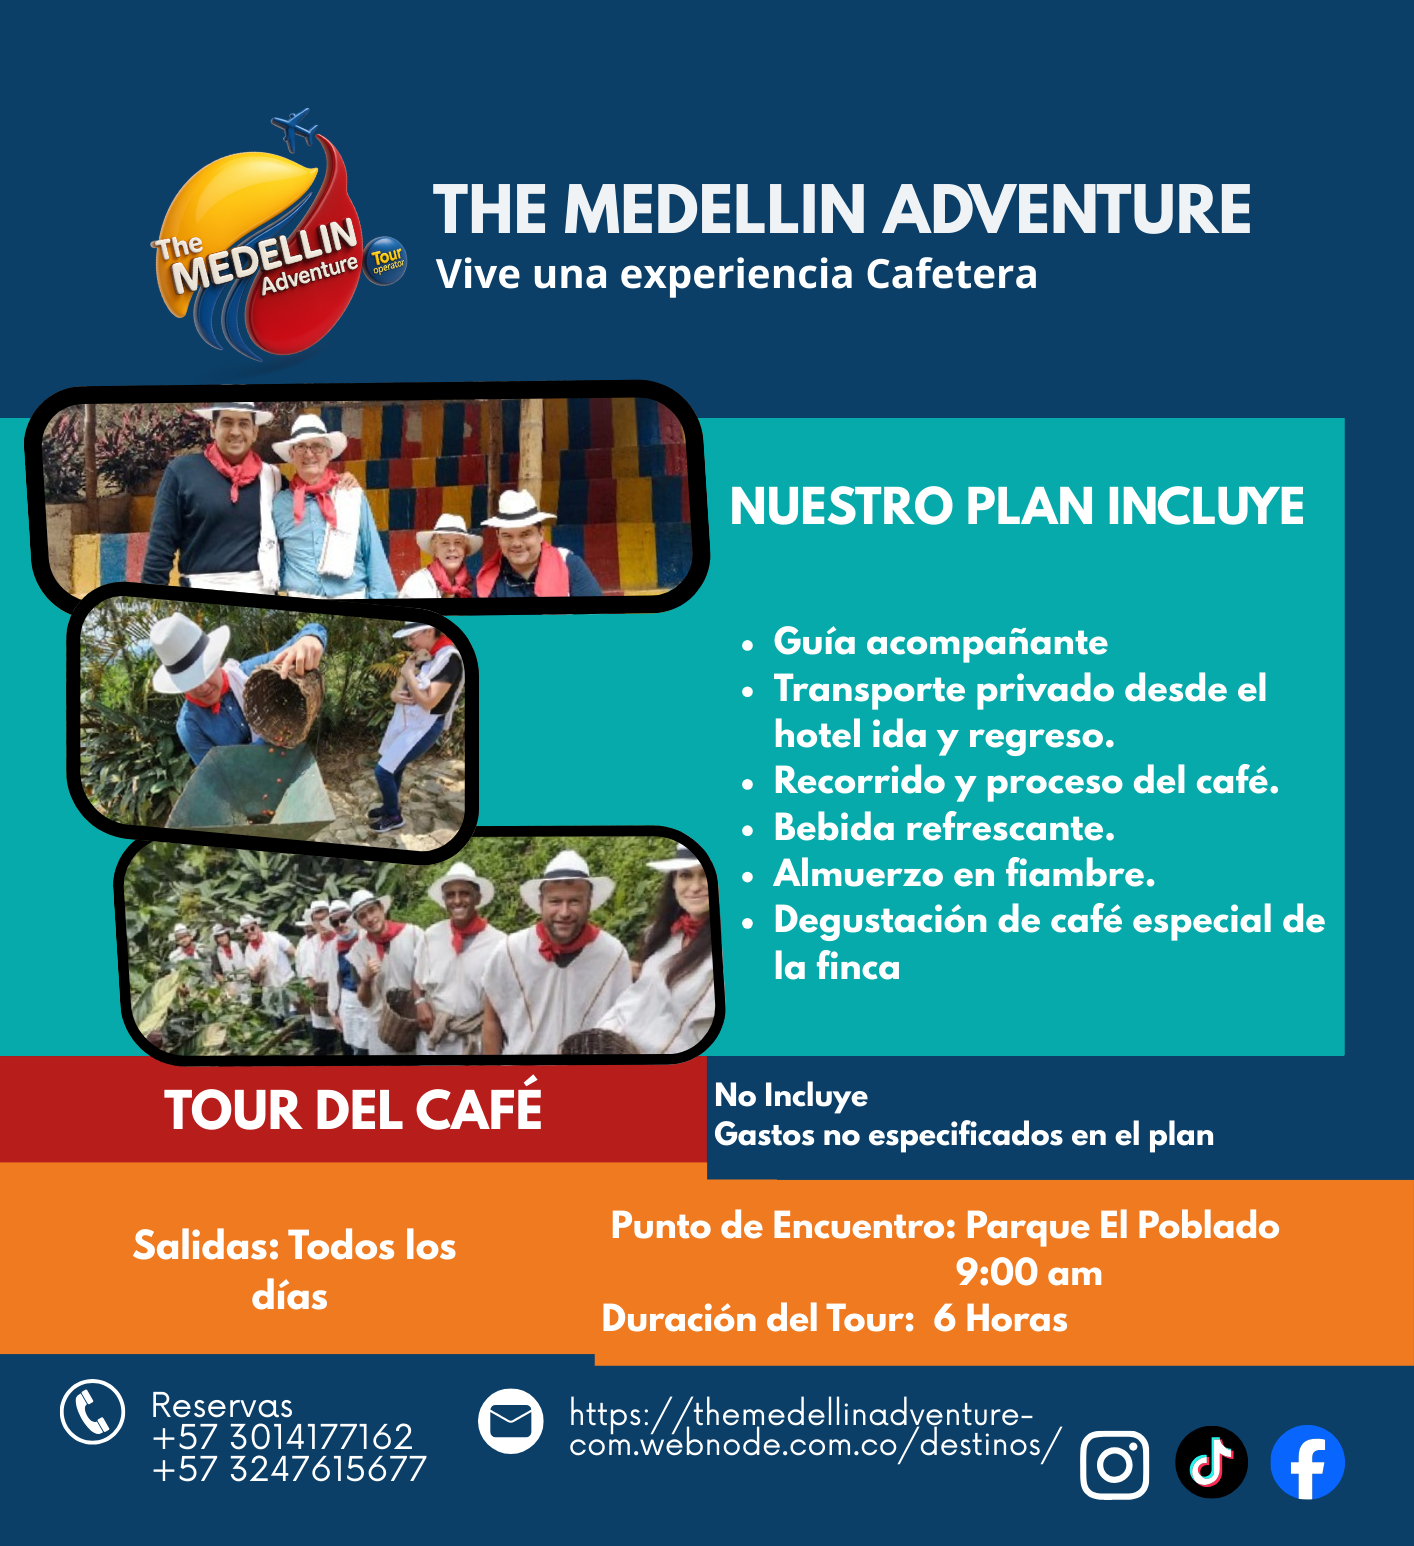 The
MEDELLIN
Adventure
Tour
operator
THE MEDELLIN ADVENTURE
Vive una experiencia Cafetera
NUESTRO PLAN INCLUYE
• Guía acompañante
• Transporte privado desde el
hotel ida y regreso.
• Recorrido y proceso del café.
• Bebida refrescante.
• Almuerzo en fiambre.
• Degustación de café especial de
la finca
TOUR DEL CAFÉ
No Incluye
Gastos no especificados en el plan
Salidas: Todos los
días
Punto de Encuentro: Parque El Poblado
9:00 am
Duración del Tour: 6 Horas
Reservas
+57 3014177162
+57 3247615677
https://themedellinadventure-
com.webnode.com.co/destinos/